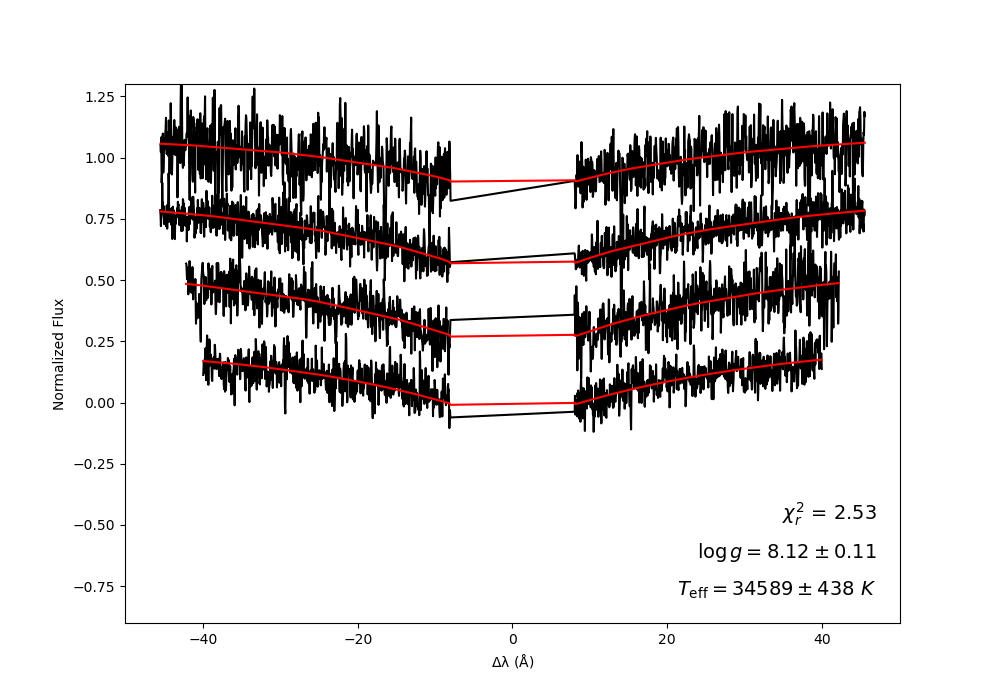 1.25
1.00
0.75
0.50
0.25
0.00
−0.25
−0.50
−0.75
Normalized Flux
χ²ᵣ = 2.53
log g = 8.12 ± 0.11
T_eff = 34589 ± 438 K
−40 −20 0 20 40
Δλ (Å)